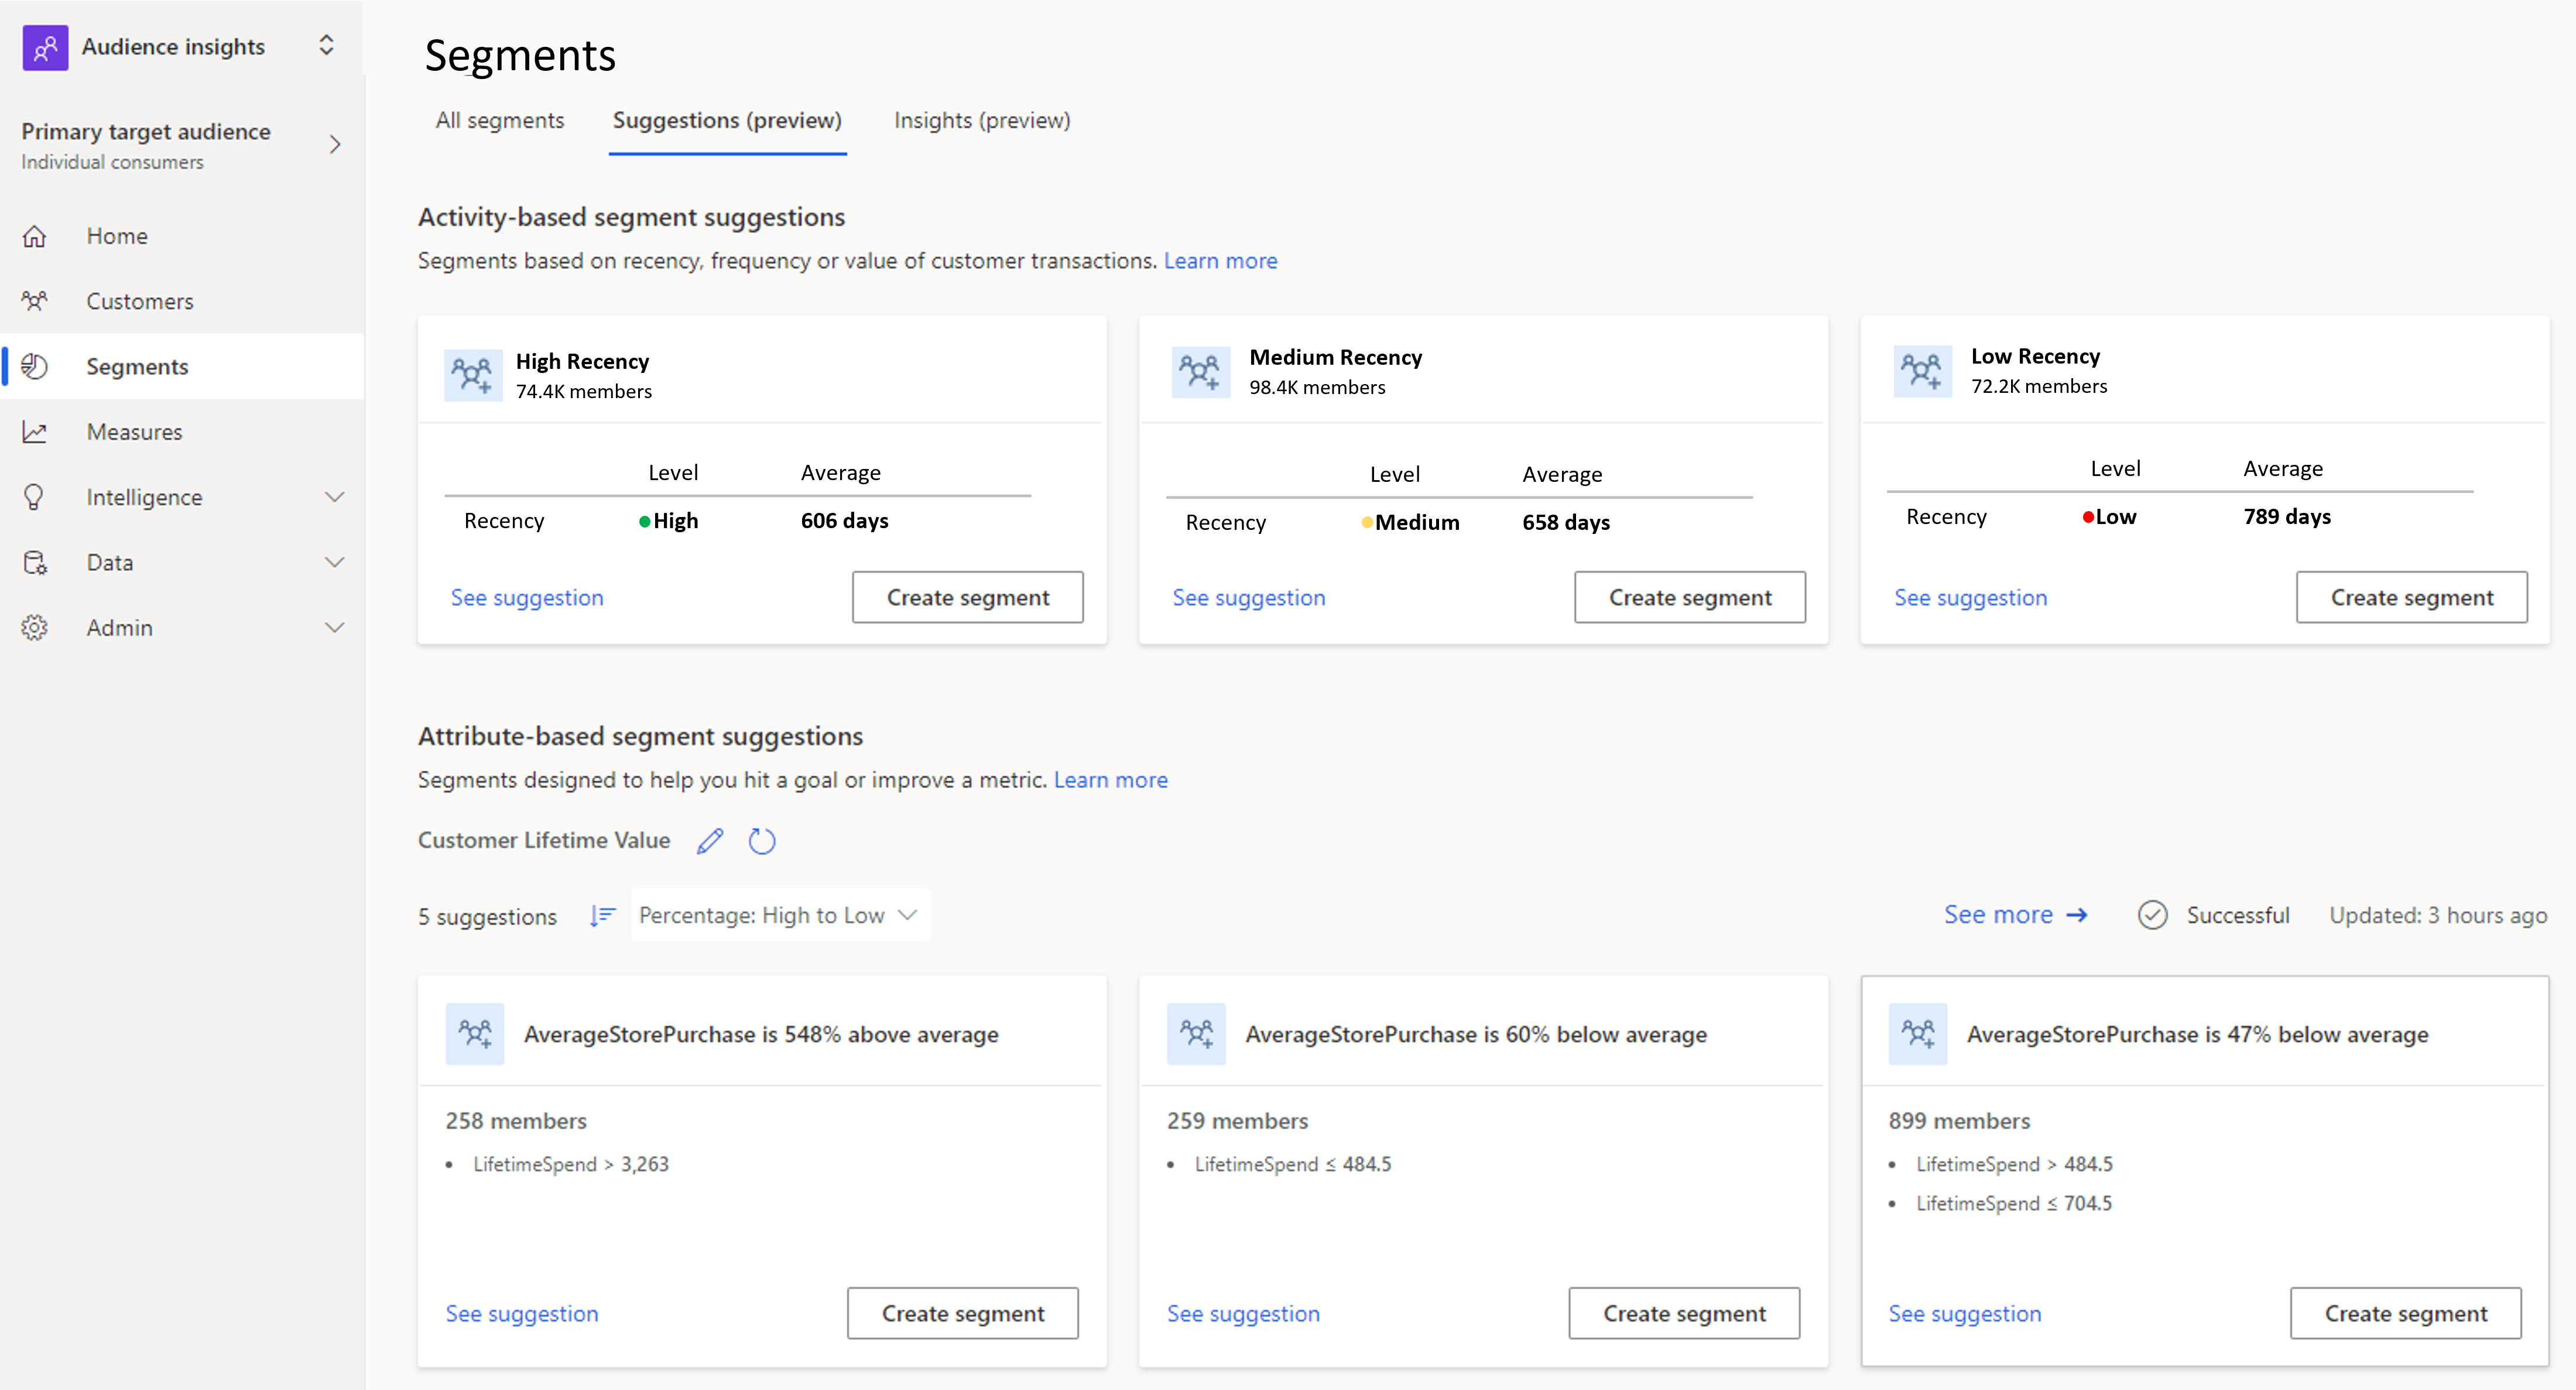 Audience insights
Primary target audience
Individual consumers
Home
Customers
Segments
Measures
Intelligence
Data
Admin
Segments
All segments
Suggestions (preview)
Insights (preview)
Activity-based segment suggestions
Segments based on recency, frequency or value of customer transactions. Learn more
High Recency
74.4K members
Level Average
Recency High 606 days
See suggestion
Create segment
Medium Recency
98.4K members
Level Average
Recency Medium 658 days
See suggestion
Create segment
Low Recency
72.2K members
Level Average
Recency Low 789 days
See suggestion
Create segment
Attribute-based segment suggestions
Segments designed to help you hit a goal or improve a metric. Learn more
Customer Lifetime Value
5 suggestions
Percentage: High to Low
See more →
Successful
Updated: 3 hours ago
AverageStorePurchase is 548% above average
258 members
• LifetimeSpend > 3,263
See suggestion
Create segment
AverageStorePurchase is 60% below average
259 members
• LifetimeSpend ≤ 484.5
See suggestion
Create segment
AverageStorePurchase is 47% below average
899 members
• LifetimeSpend > 484.5
• LifetimeSpend ≤ 704.5
See suggestion
Create segment